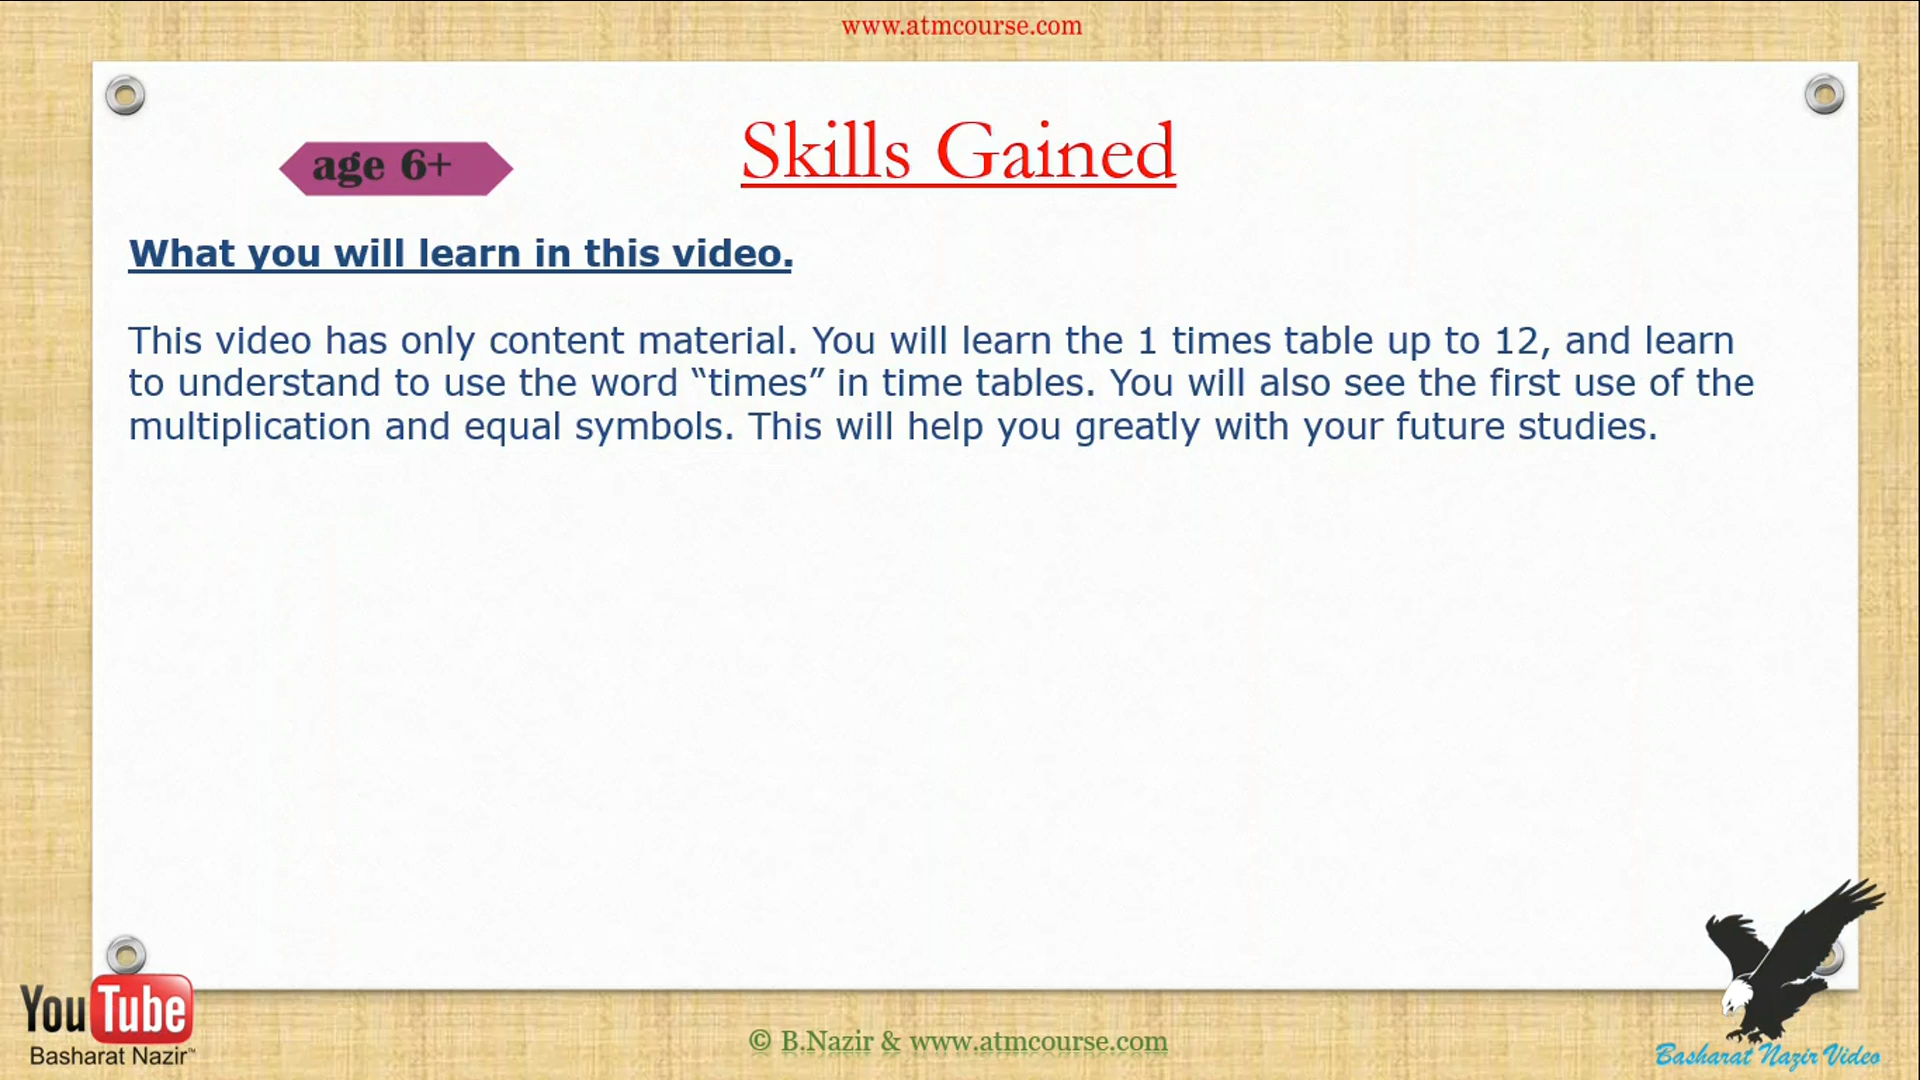 www.atmcourse.com
age 6+
Skills Gained
What you will learn in this video.
This video has only content material. You will learn the 1 times table up to 12, and learn
to understand to use the word “times” in time tables. You will also see the first use of the
multiplication and equal symbols. This will help you greatly with your future studies.
YouTube
Basharat Nazir™
© B.Nazir & www.atmcourse.com
Basharat Nazir Video